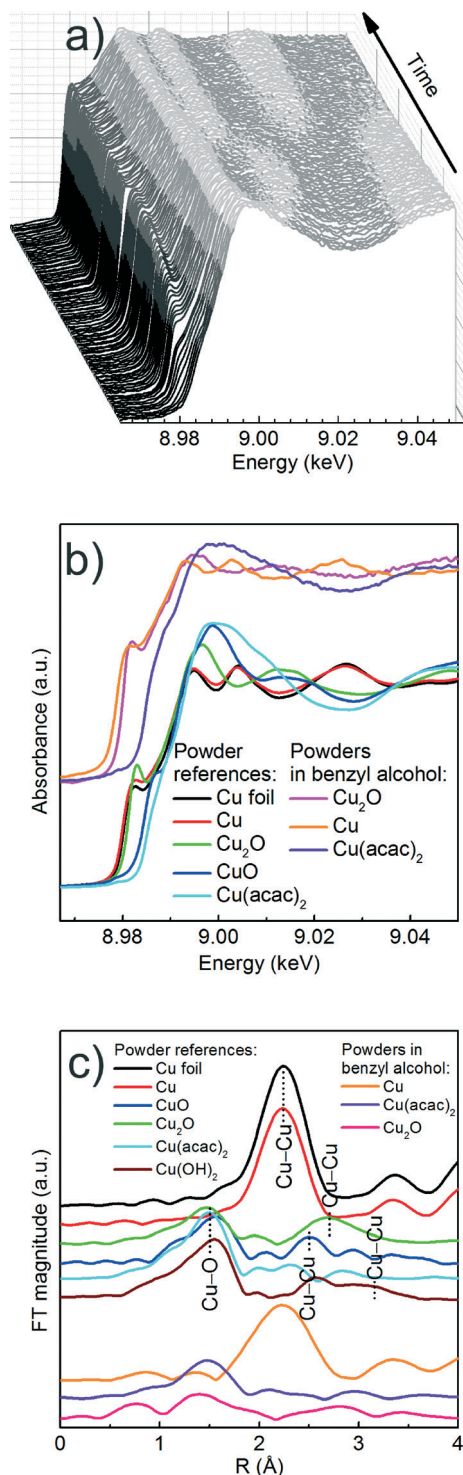 a)
Time
8.98 9.00 9.02 9.04
Energy (keV)
b)
Absorbance (a.u.)
Powder
references:
Cu foil
Cu
Cu₂O
CuO
Cu(acac)₂
Powders
in benzyl alcohol:
Cu₂O
Cu
Cu(acac)₂
8.98 9.00 9.02 9.04
Energy (keV)
c)
FT magnitude (a.u.)
Powder references:
Cu foil
Cu
CuO
Cu₂O
Cu(acac)₂
Cu(OH)₂
Powders in
benzyl alcohol:
Cu
Cu(acac)₂
Cu₂O
Cu–Cu
Cu–Cu
Cu–O
Cu–Cu
Cu–Cu
0 1 2 3 4
R (Å)